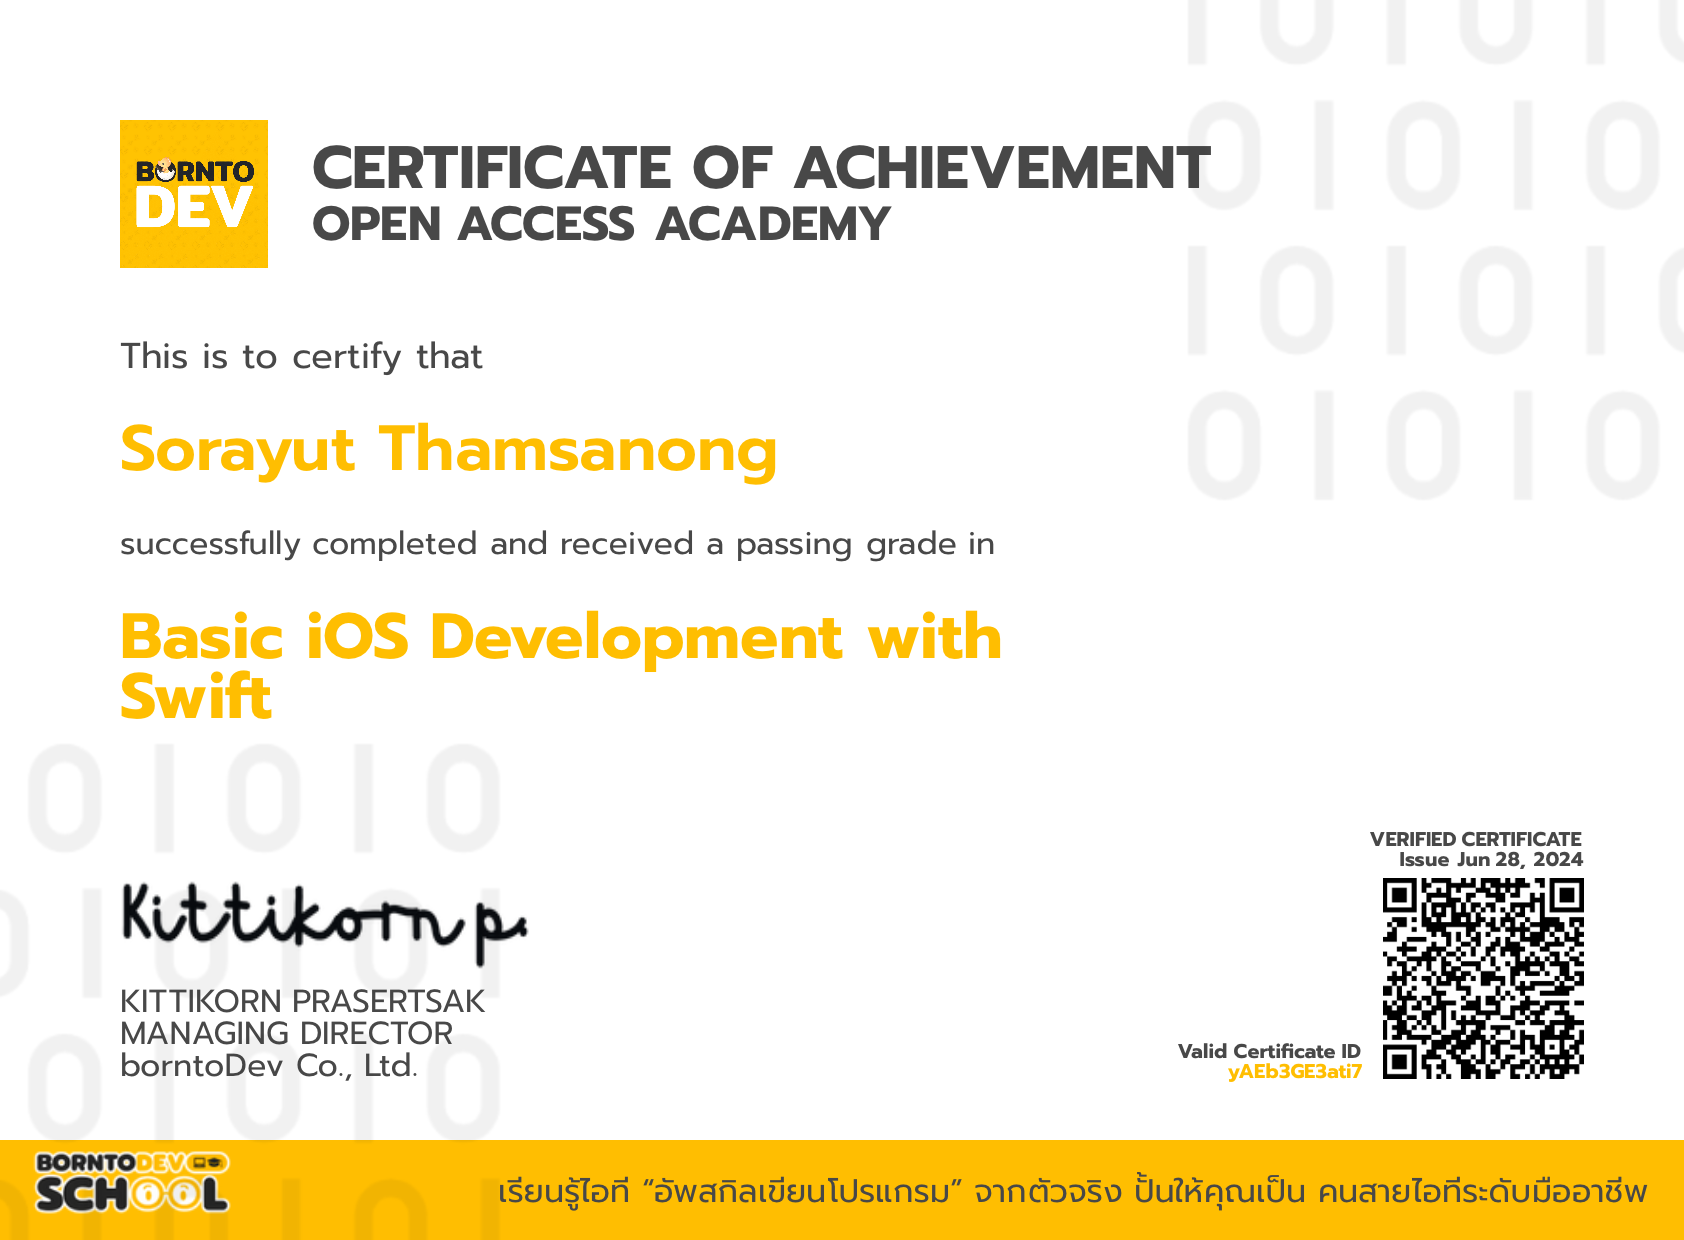 BORNTO
DEV
CERTIFICATE OF ACHIEVEMENT
OPEN ACCESS ACADEMY
This is to certify that
Sorayut Thamsanong
successfully completed and received a passing grade in
Basic iOS Development with
Swift
Kittikorn p.
KITTIKORN PRASERTSAK
MANAGING DIRECTOR
borntoDev Co., Ltd.
VERIFIED CERTIFICATE
Issue Jun 28, 2024
Valid Certificate ID
yAEb3GE3ati7
BORNTODEV
SCHOOL
เรียนรู้ไอที “อัพสกิลเขียนโปรแกรม” จากตัวจริง ปั้นให้คุณเป็น คนสายไอทีระดับมืออาชีพ